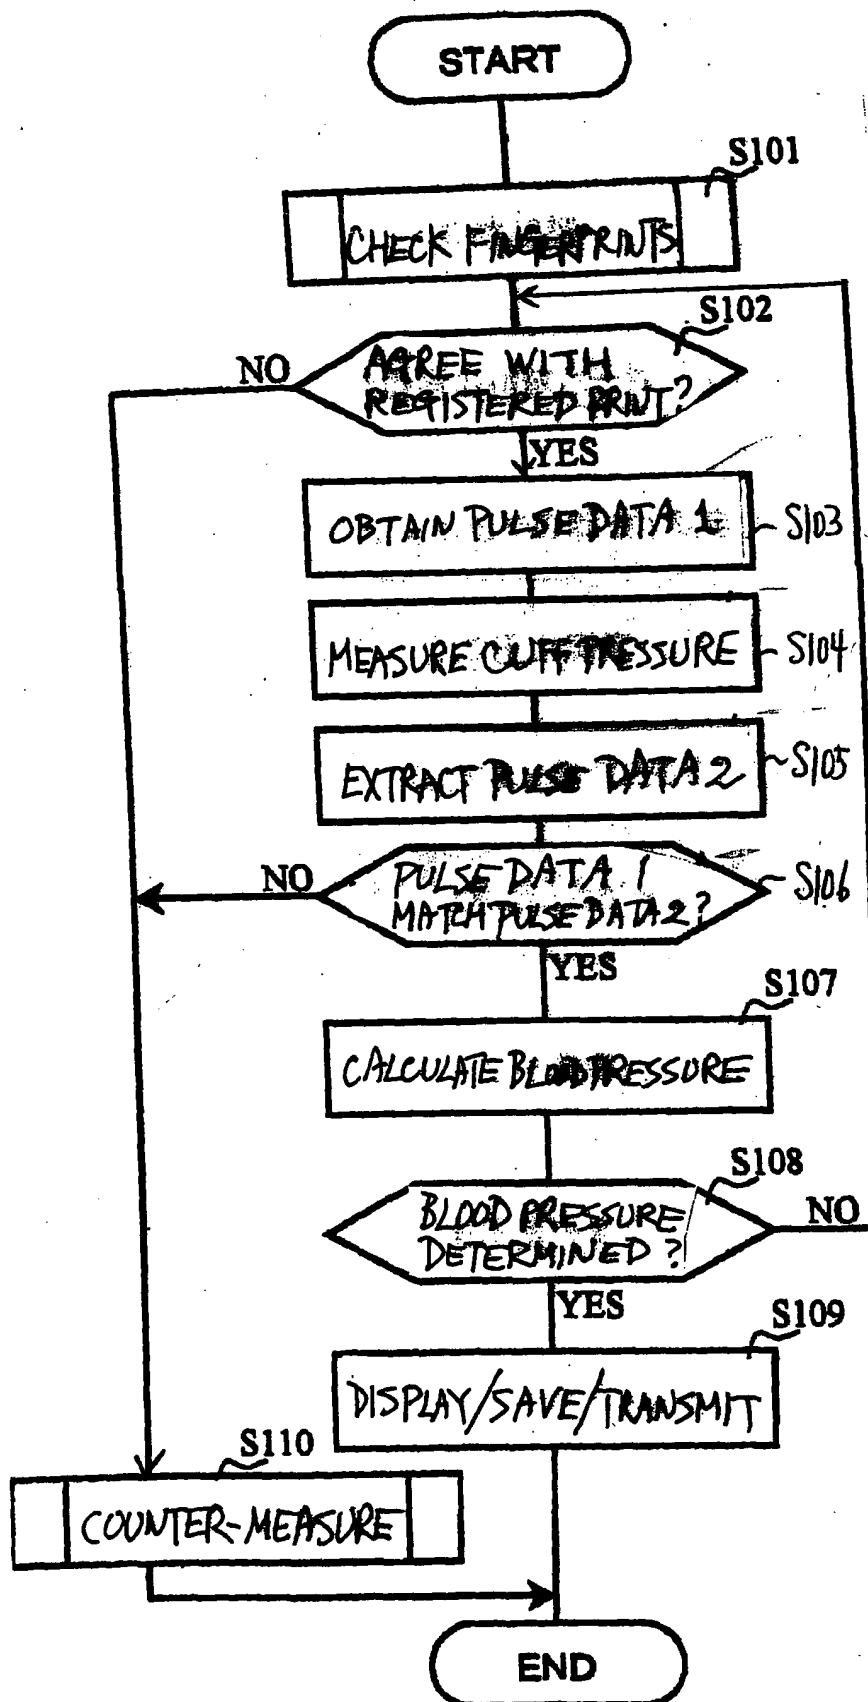 START
S101
CHECK FINGERPRINTS
S102
NO
AGREE WITH
REGISTERED PRINT?
YES
OBTAIN PULSE DATA 1
S103
MEASURE CUFF PRESSURE
S104
EXTRACT PULSE DATA 2
S105
NO
PULSE DATA 1
MATCH PULSE DATA 2?
S106
YES
S107
CALCULATE BLOOD PRESSURE
S108
BLOOD PRESSURE
DETERMINED?
NO
YES
S109
DISPLAY/SAVE/TRANSMIT
S110
COUNTER-MEASURE
END